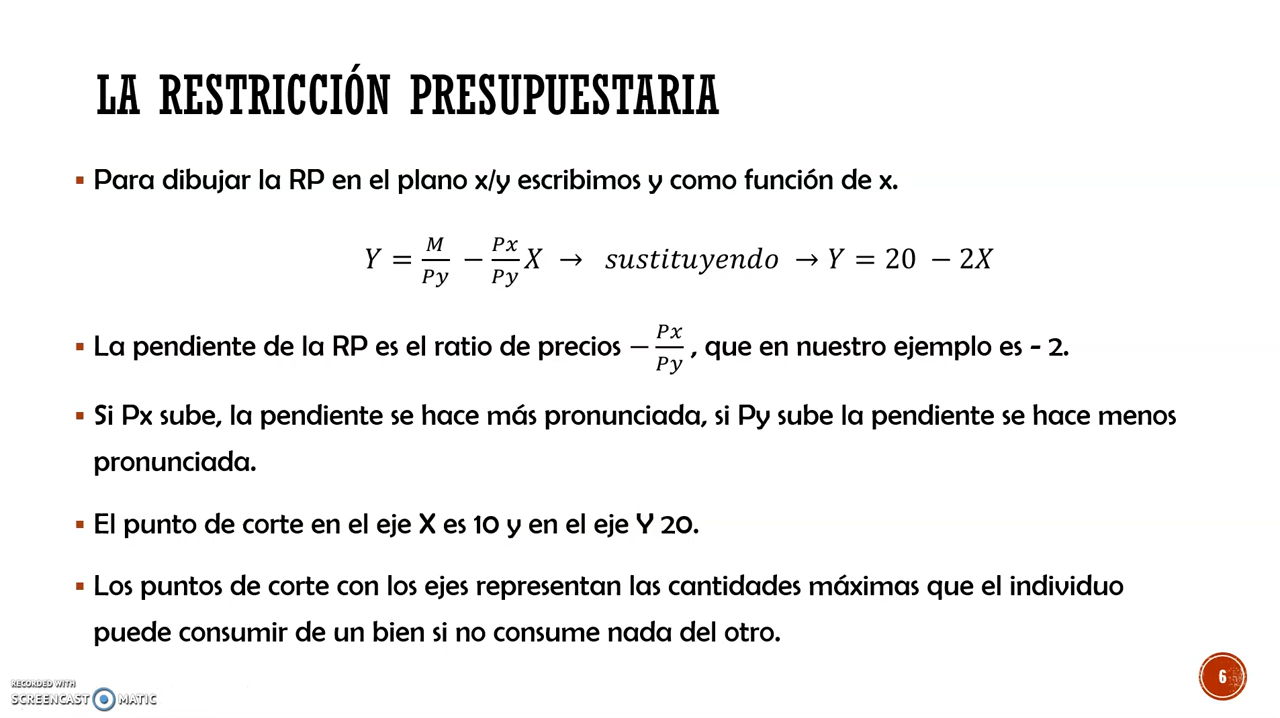 LA RESTRICCIÓN PRESUPUESTARIA
▪ Para dibujar la RP en el plano x/y escribimos y como función de x.
Y = M/Py − Px/Py X → sustituyendo → Y = 20 − 2X
▪ La pendiente de la RP es el ratio de precios − Px/Py , que en nuestro ejemplo es - 2.
▪ Si Px sube, la pendiente se hace más pronunciada, si Py sube la pendiente se hace menos
pronunciada.
▪ El punto de corte en el eje X es 10 y en el eje Y 20.
▪ Los puntos de corte con los ejes representan las cantidades máximas que el individuo
puede consumir de un bien si no consume nada del otro.
6
RECORDED WITH
SCREENCAST MATIC